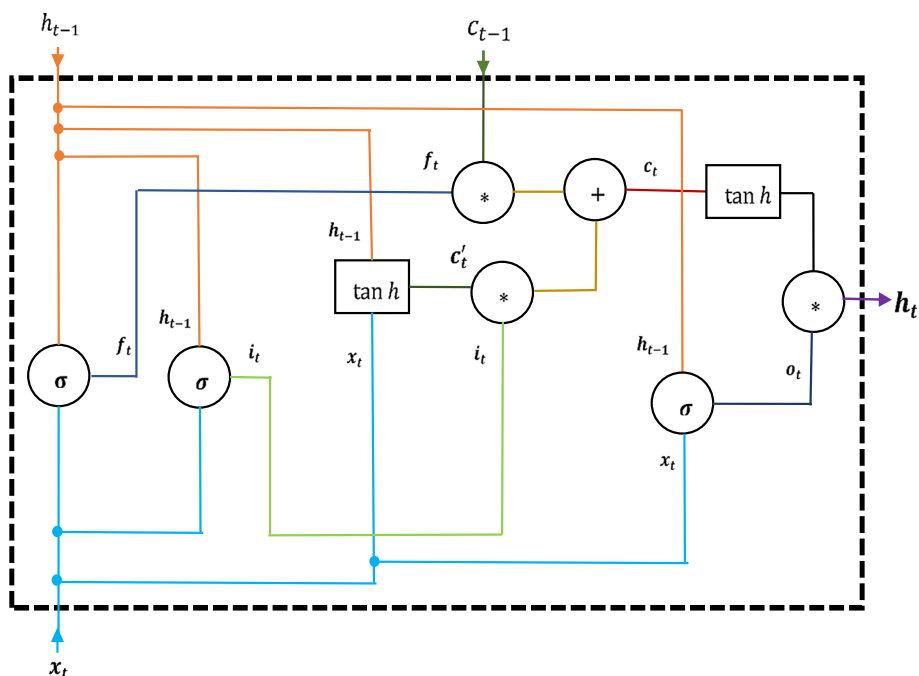 h_{t−1}
C_{t−1}
f_t
*
+
c_t
tan h
h_{t−1}
c′_t
tan h
*
*
h_t
h_{t−1}
f_t
i_t
x_t
i_t
h_{t−1}
o_t
σ
σ
σ
x_t
x_t